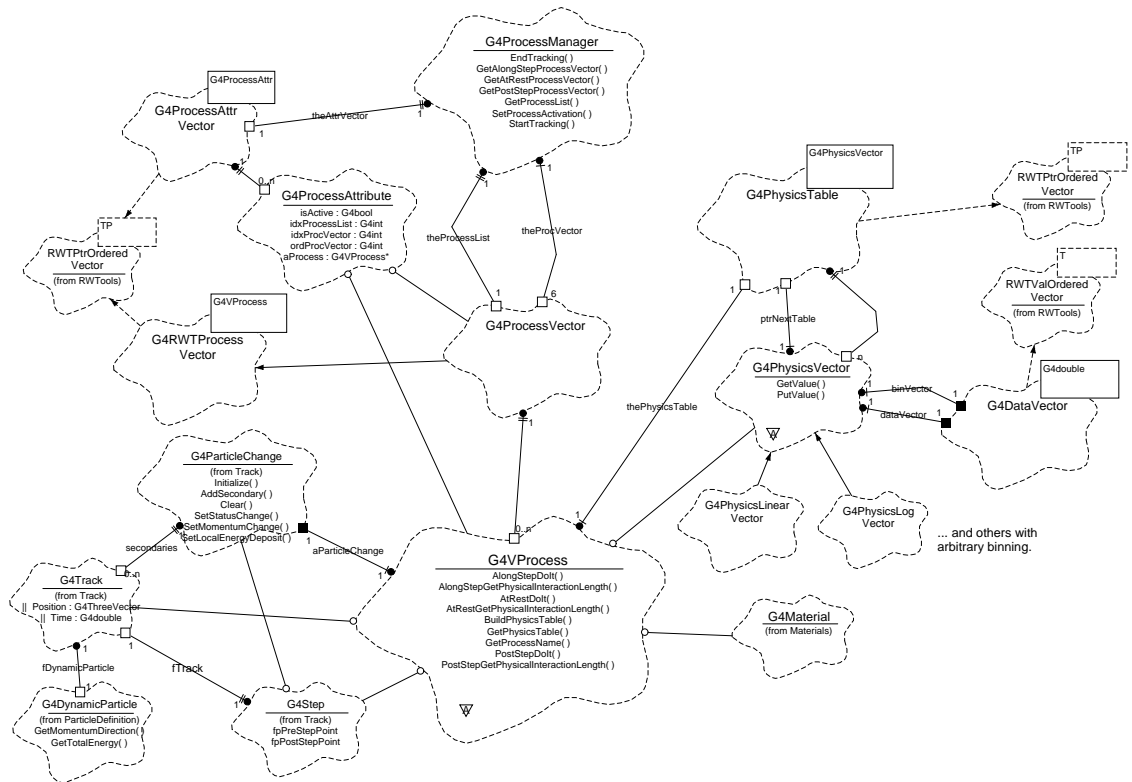 G4ProcessManager
EndTracking( )
GetAlongStepProcessVector( )
GetAtRestProcessVector( )
GetPostStepProcessVector( )
GetProcessList( )
SetProcessActivation( )
StartTracking( )
G4ProcessAttr
G4ProcessAttr
Vector
theAttrVector
1
1
1
0..n
G4ProcessAttribute
isActive : G4bool
idxProcessList : G4int
idxProcVector : G4int
ordProcVector : G4int
aProcess : G4VProcess*
TP
RWTPtrOrdered
Vector
(from RWTools)
G4VProcess
G4RWTProcess
Vector
1
1
theProcessList
theProcVector
1
6
G4ProcessVector
1
G4PhysicsVector
G4PhysicsTable
TP
RWTPtrOrdered
Vector
(from RWTools)
T
RWTValOrdered
Vector
(from RWTools)
1
1
1
ptrNextTable
1
n
G4PhysicsVector
GetValue( )
PutValue( )
A
1
binVector
1
1
dataVector
1
G4double
G4DataVector
thePhysicsTable
1
G4PhysicsLinear
Vector
G4PhysicsLog
Vector
... and others with
arbitrary binning.
G4ParticleChange
(from Track)
Initialize( )
AddSecondary( )
Clear( )
SetStatusChange( )
SetMomentumChange( )
SetLocalEnergyDeposit( )
1
secondaries
0..n
1
aParticleChange
1
0..n
G4VProcess
AlongStepDoIt( )
AlongStepGetPhysicalInteractionLength( )
AtRestDoIt( )
AtRestGetPhysicalInteractionLength( )
BuildPhysicsTable( )
GetPhysicsTable( )
GetProcessName( )
PostStepDoIt( )
PostStepGetPhysicalInteractionLength( )
A
G4Material
(from Materials)
G4Track
(from Track)
|| Position : G4ThreeVector
|| Time : G4double
1
1
fDynamicParticle
fTrack
1
1
G4DynamicParticle
(from ParticleDefinition)
GetMomentumDirection( )
GetTotalEnergy( )
G4Step
(from Track)
fpPreStepPoint
fpPostStepPoint